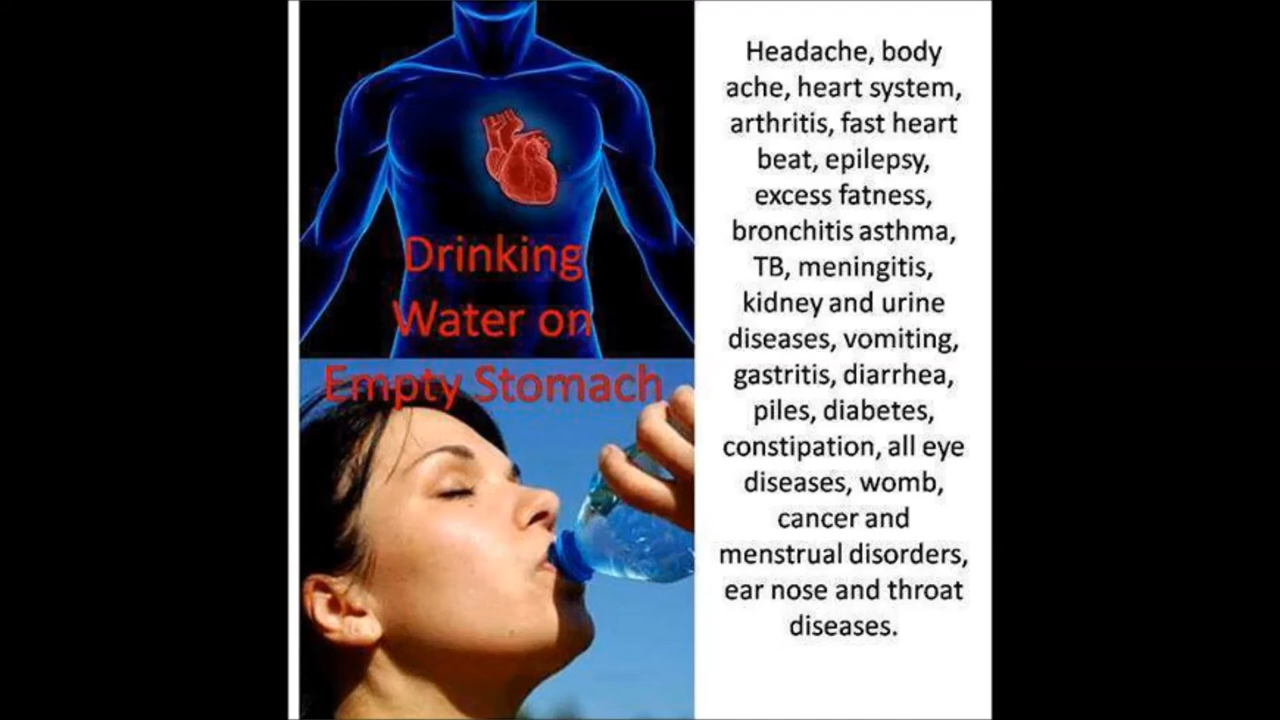 Drinking
Water on
Empty Stomach
Headache, body
ache, heart system,
arthritis, fast heart
beat, epilepsy,
excess fatness,
bronchitis asthma,
TB, meningitis,
kidney and urine
diseases, vomiting,
gastritis, diarrhea,
piles, diabetes,
constipation, all eye
diseases, womb,
cancer and
menstrual disorders,
ear nose and throat
diseases.